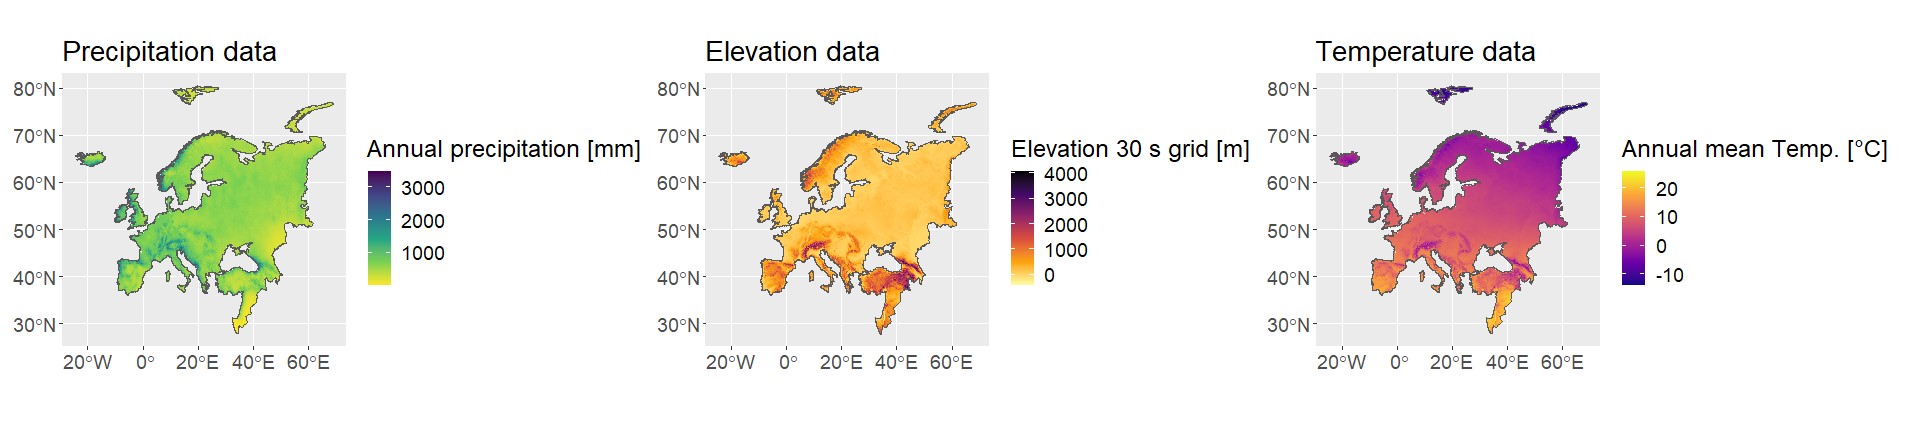 Precipitation data
80°N
70°N
60°N
50°N
40°N
30°N
20°W 0° 20°E 40°E 60°E
Annual precipitation [mm]
3000
2000
1000
Elevation data
80°N
70°N
60°N
50°N
40°N
30°N
20°W 0° 20°E 40°E 60°E
Elevation 30 s grid [m]
4000
3000
2000
1000
0
Temperature data
80°N
70°N
60°N
50°N
40°N
30°N
20°W 0° 20°E 40°E 60°E
Annual mean Temp. [°C]
20
10
0
-10